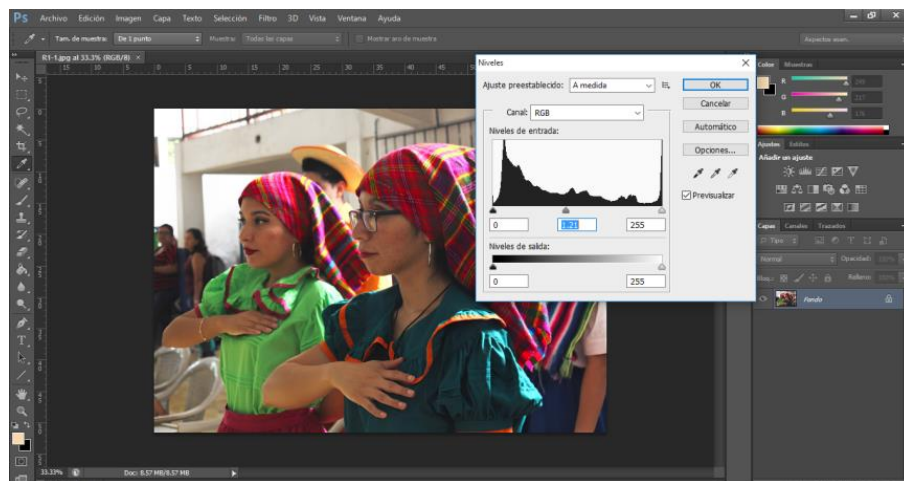 Ps Archivo Edición Imagen Capa Texto Selección Filtro 3D Vista Ventana Ayuda
Tam. de muestra: De 1 punto Muestra: Todas las capas Mostrar aro de muestra
R1-1.jpg al 33.3% (RGB/8) ×
Niveles
Ajuste preestablecido: A medida
OK
Canal: RGB
Cancelar
Niveles de entrada:
Automático
Opciones...
Previsualizar
0 1.21 255
Niveles de salida:
0 255
Color Muestras
R
G
B
Ajustes Estilos
Añadir un ajuste
Capas Canales Trazados
Tipo
Normal Opacidad: 100%
Relleno: 100%
Fondo
33.33% Doc: 8.57 MB/8.57 MB